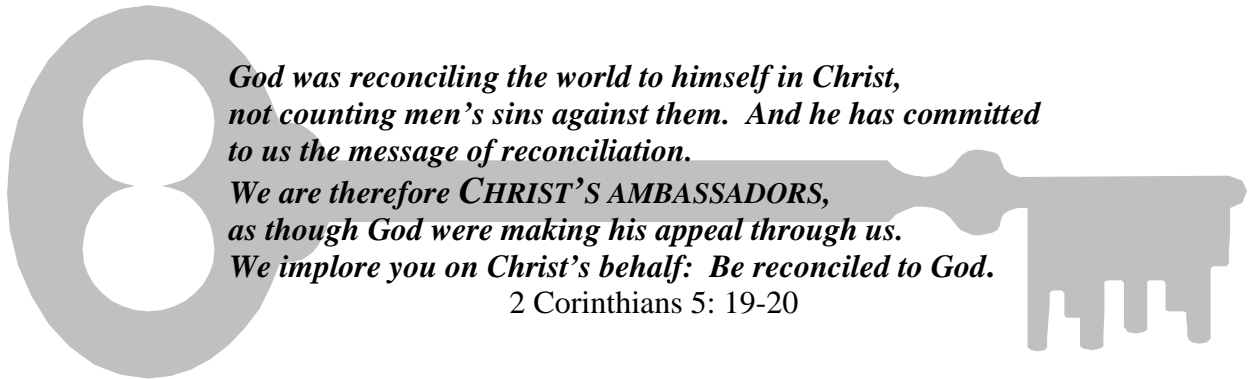 God was reconciling the world to himself in Christ,
not counting men’s sins against them.  And he has committed
to us the message of reconciliation.
We are therefore CHRIST’S AMBASSADORS,
as though God were making his appeal through us.
We implore you on Christ’s behalf:  Be reconciled to God.
2 Corinthians 5: 19-20